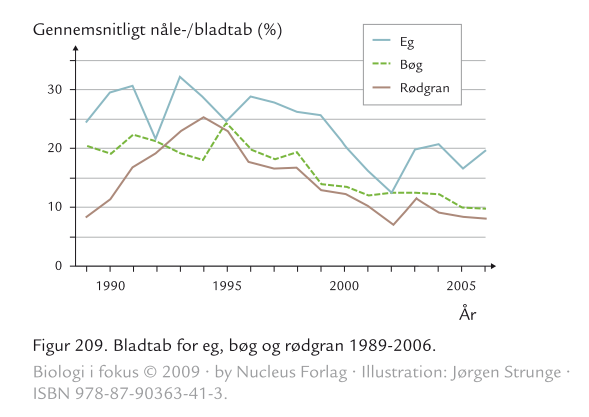 Gennemsnitligt nåle-/bladtab (%)
Eg
Bøg
Rødgran
30
20
10
0
1990 1995 2000 2005
År
Figur 209. Bladtab for eg, bøg og rødgran 1989-2006.
Biologi i fokus © 2009 · by Nucleus Forlag · Illustration: Jørgen Strunge ·
ISBN 978-87-90363-41-3.